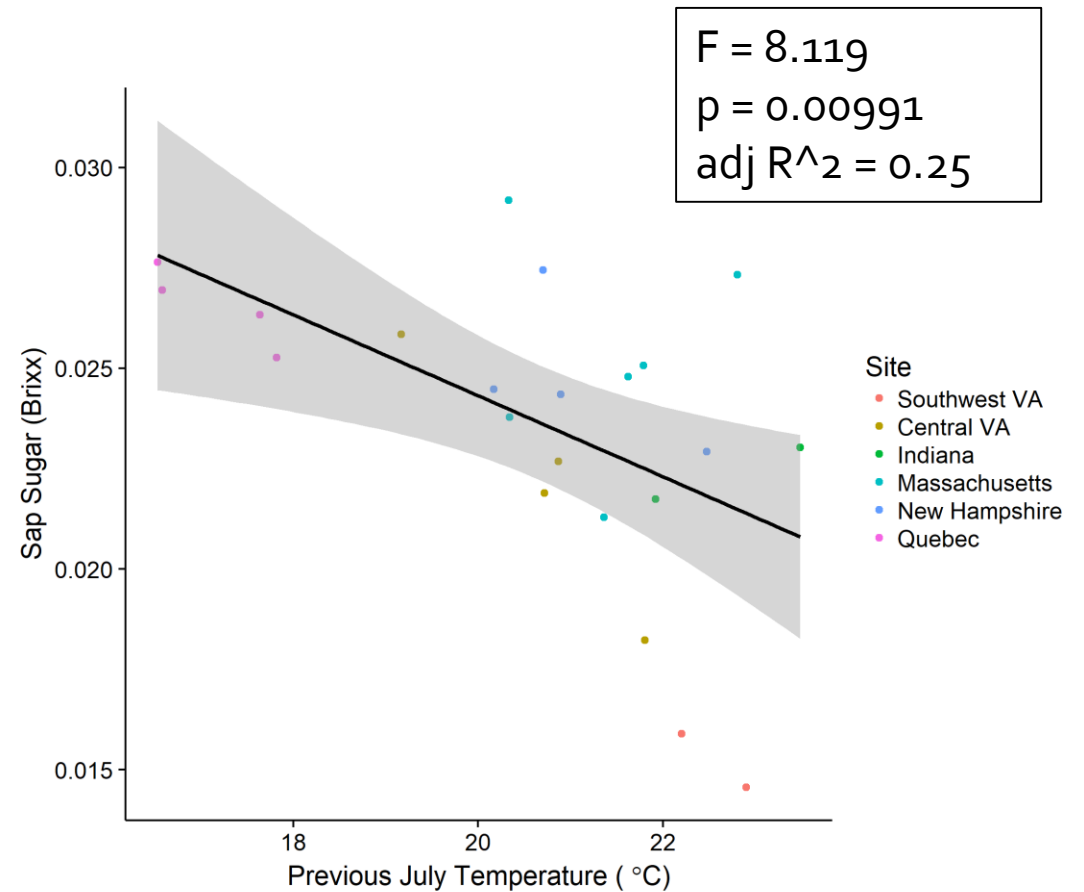 F = 8.119
p = 0.00991
adj R^2 = 0.25
0.030
0.025
0.020
0.015
Sap Sugar (Brixx)
18 20 22
Previous July Temperature ( °C)
Site
Southwest VA
Central VA
Indiana
Massachusetts
New Hampshire
Quebec